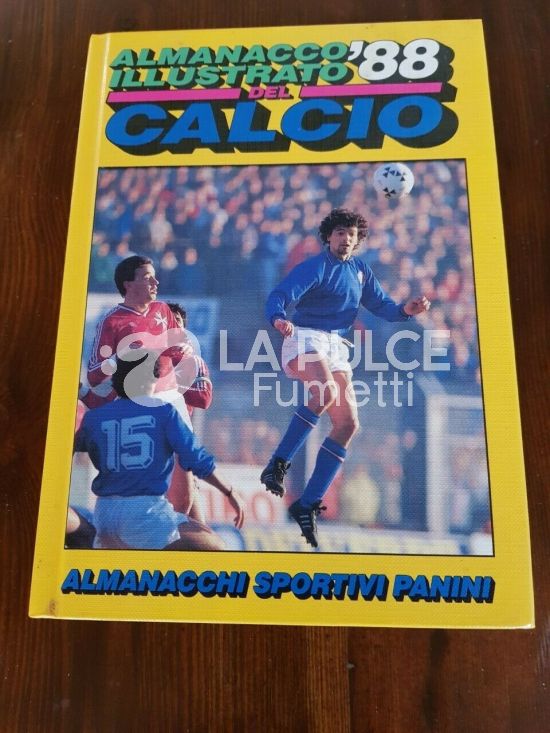 ALMANACCO '88
ILLUSTRATO
DEL
CALCIO
LA PULCE
Fumetti
15
ALMANACCHI SPORTIVI PANINI